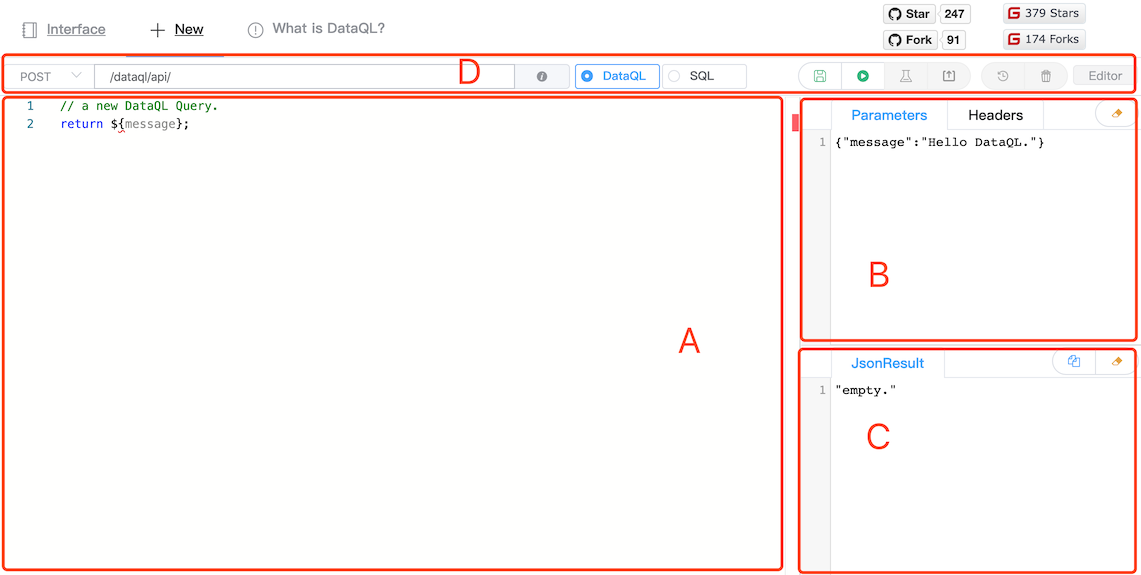 Interface
New
What is DataQL?
Star 247
379 Stars
Fork 91
174 Forks
POST
/dataql/api/
D
DataQL
SQL
Editor
1 // a new DataQL Query.
2 return ${message};
A
Parameters
Headers
1 {"message":"Hello DataQL."}
B
JsonResult
1 "empty."
C